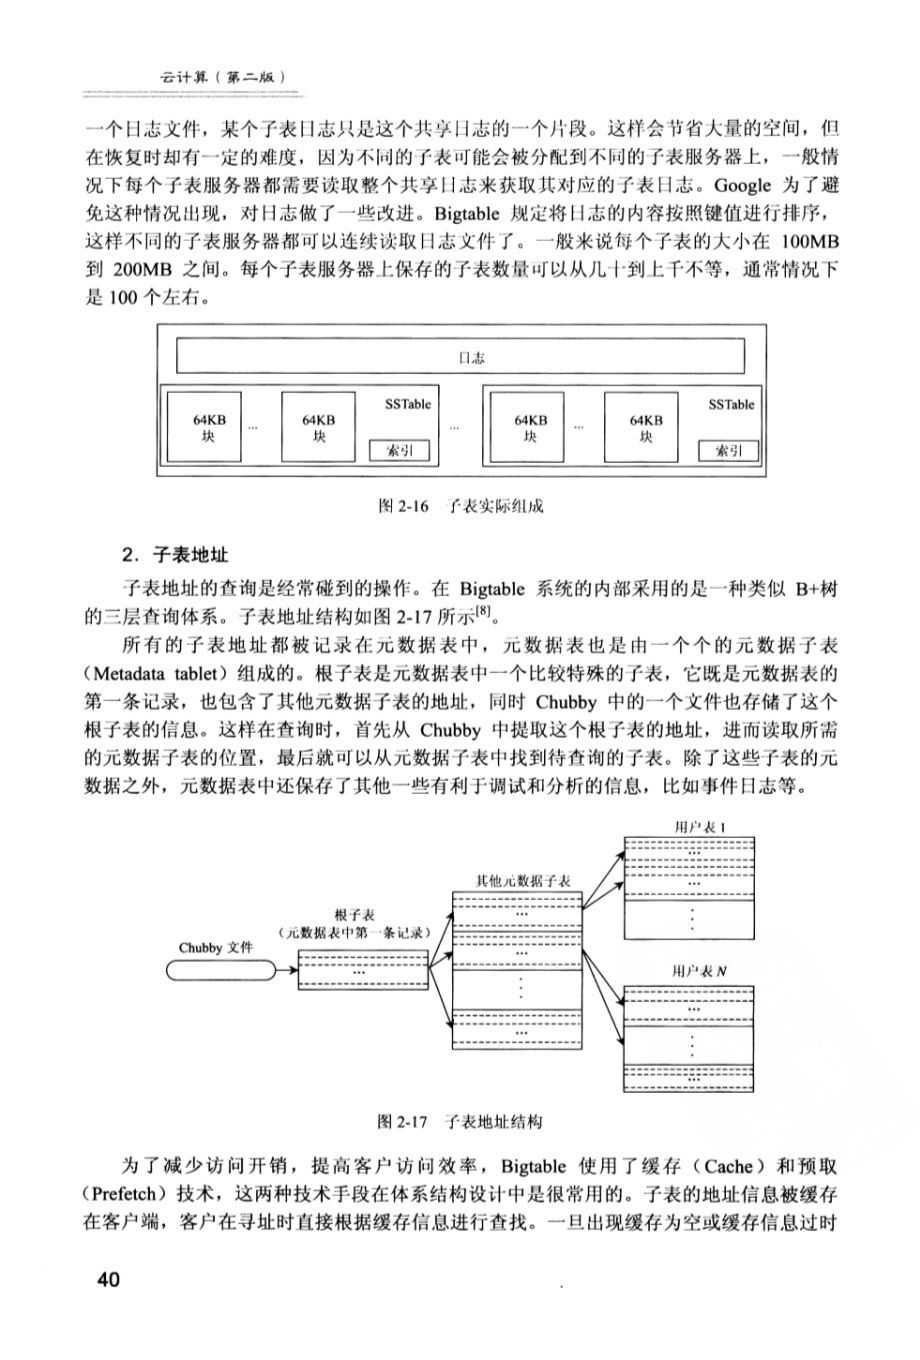 云计算（第二版）
一个日志文件，某个子表日志只是这个共享日志的一个片段。这样会节省大量的空间，但
在恢复时却有一定的难度，因为不同的子表可能会被分配到不同的子表服务器上，一般情
况下每个子表服务器都需要读取整个共享日志来获取其对应的子表日志。Google 为了避
免这种情况出现，对日志做了一些改进。Bigtable 规定将日志的内容按照键值进行排序，
这样不同的子表服务器都可以连续读取日志文件了。一般来说每个子表的大小在 100MB
到 200MB 之间。每个子表服务器上保存的子表数量可以从几十到上千不等，通常情况下
是 100 个左右。
日志
64KB
块
...
64KB
块
SSTable
索引
...
64KB
块
...
64KB
块
SSTable
索引
图 2-16 子表实际组成
2．子表地址
子表地址的查询是经常碰到的操作。在 Bigtable 系统的内部采用的是一种类似 B+树
的三层查询体系。子表地址结构如图 2-17 所示[8]。
所有的子表地址都被记录在元数据表中，元数据表也是由一个个的元数据子表
（Metadata tablet）组成的。根子表是元数据表中一个比较特殊的子表，它既是元数据表的
第一条记录，也包含了其他元数据子表的地址，同时 Chubby 中的一个文件也存储了这个
根子表的信息。这样在查询时，首先从 Chubby 中提取这个根子表的地址，进而读取所需
的元数据子表的位置，最后就可以从元数据子表中找到待查询的子表。除了这些子表的元
数据之外，元数据表中还保存了其他一些有利于调试和分析的信息，比如事件日志等。
用户表 1
其他元数据子表
根子表
（元数据表中第一条记录）
Chubby 文件
用户表 N
图 2-17 子表地址结构
为了减少访问开销，提高客户访问效率，Bigtable 使用了缓存（Cache）和预取
（Prefetch）技术，这两种技术手段在体系结构设计中是很常用的。子表的地址信息被缓存
在客户端，客户在寻址时直接根据缓存信息进行查找。一旦出现缓存为空或缓存信息过时
40